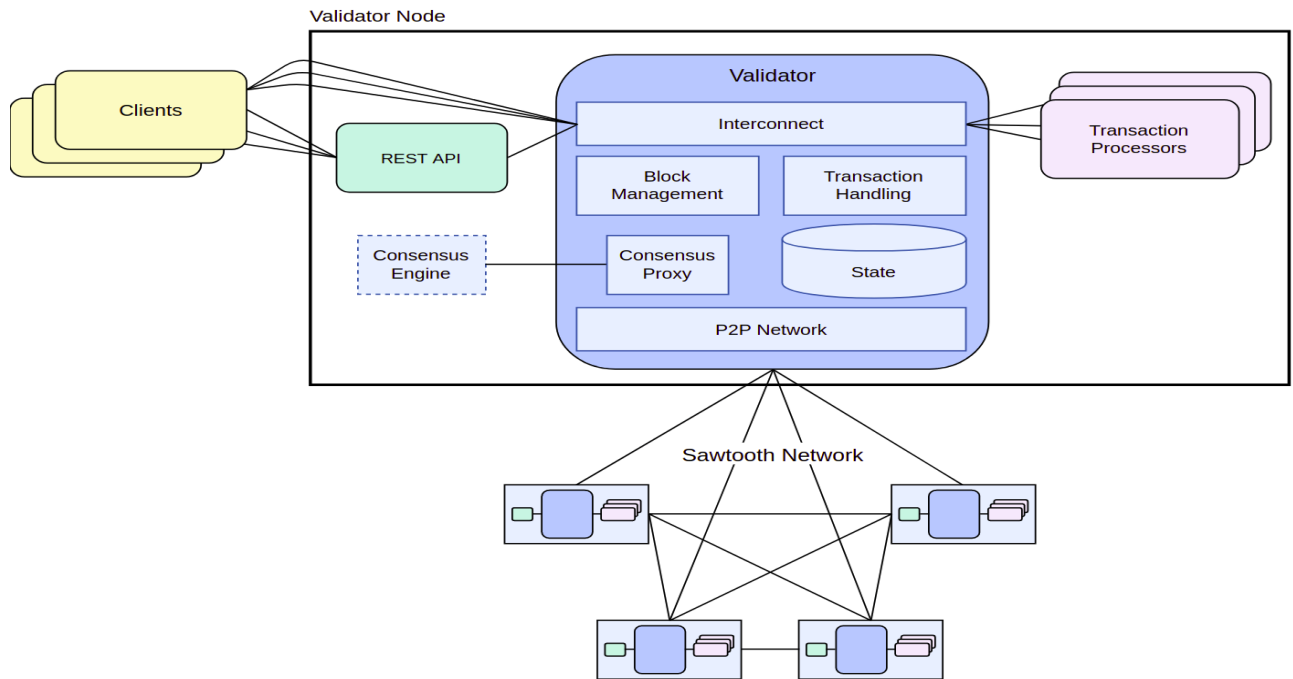 Validator Node
Clients
REST API
Validator
Interconnect
Block
Management
Transaction
Handling
Consensus
Engine
Consensus
Proxy
State
P2P Network
Transaction
Processors
Sawtooth Network